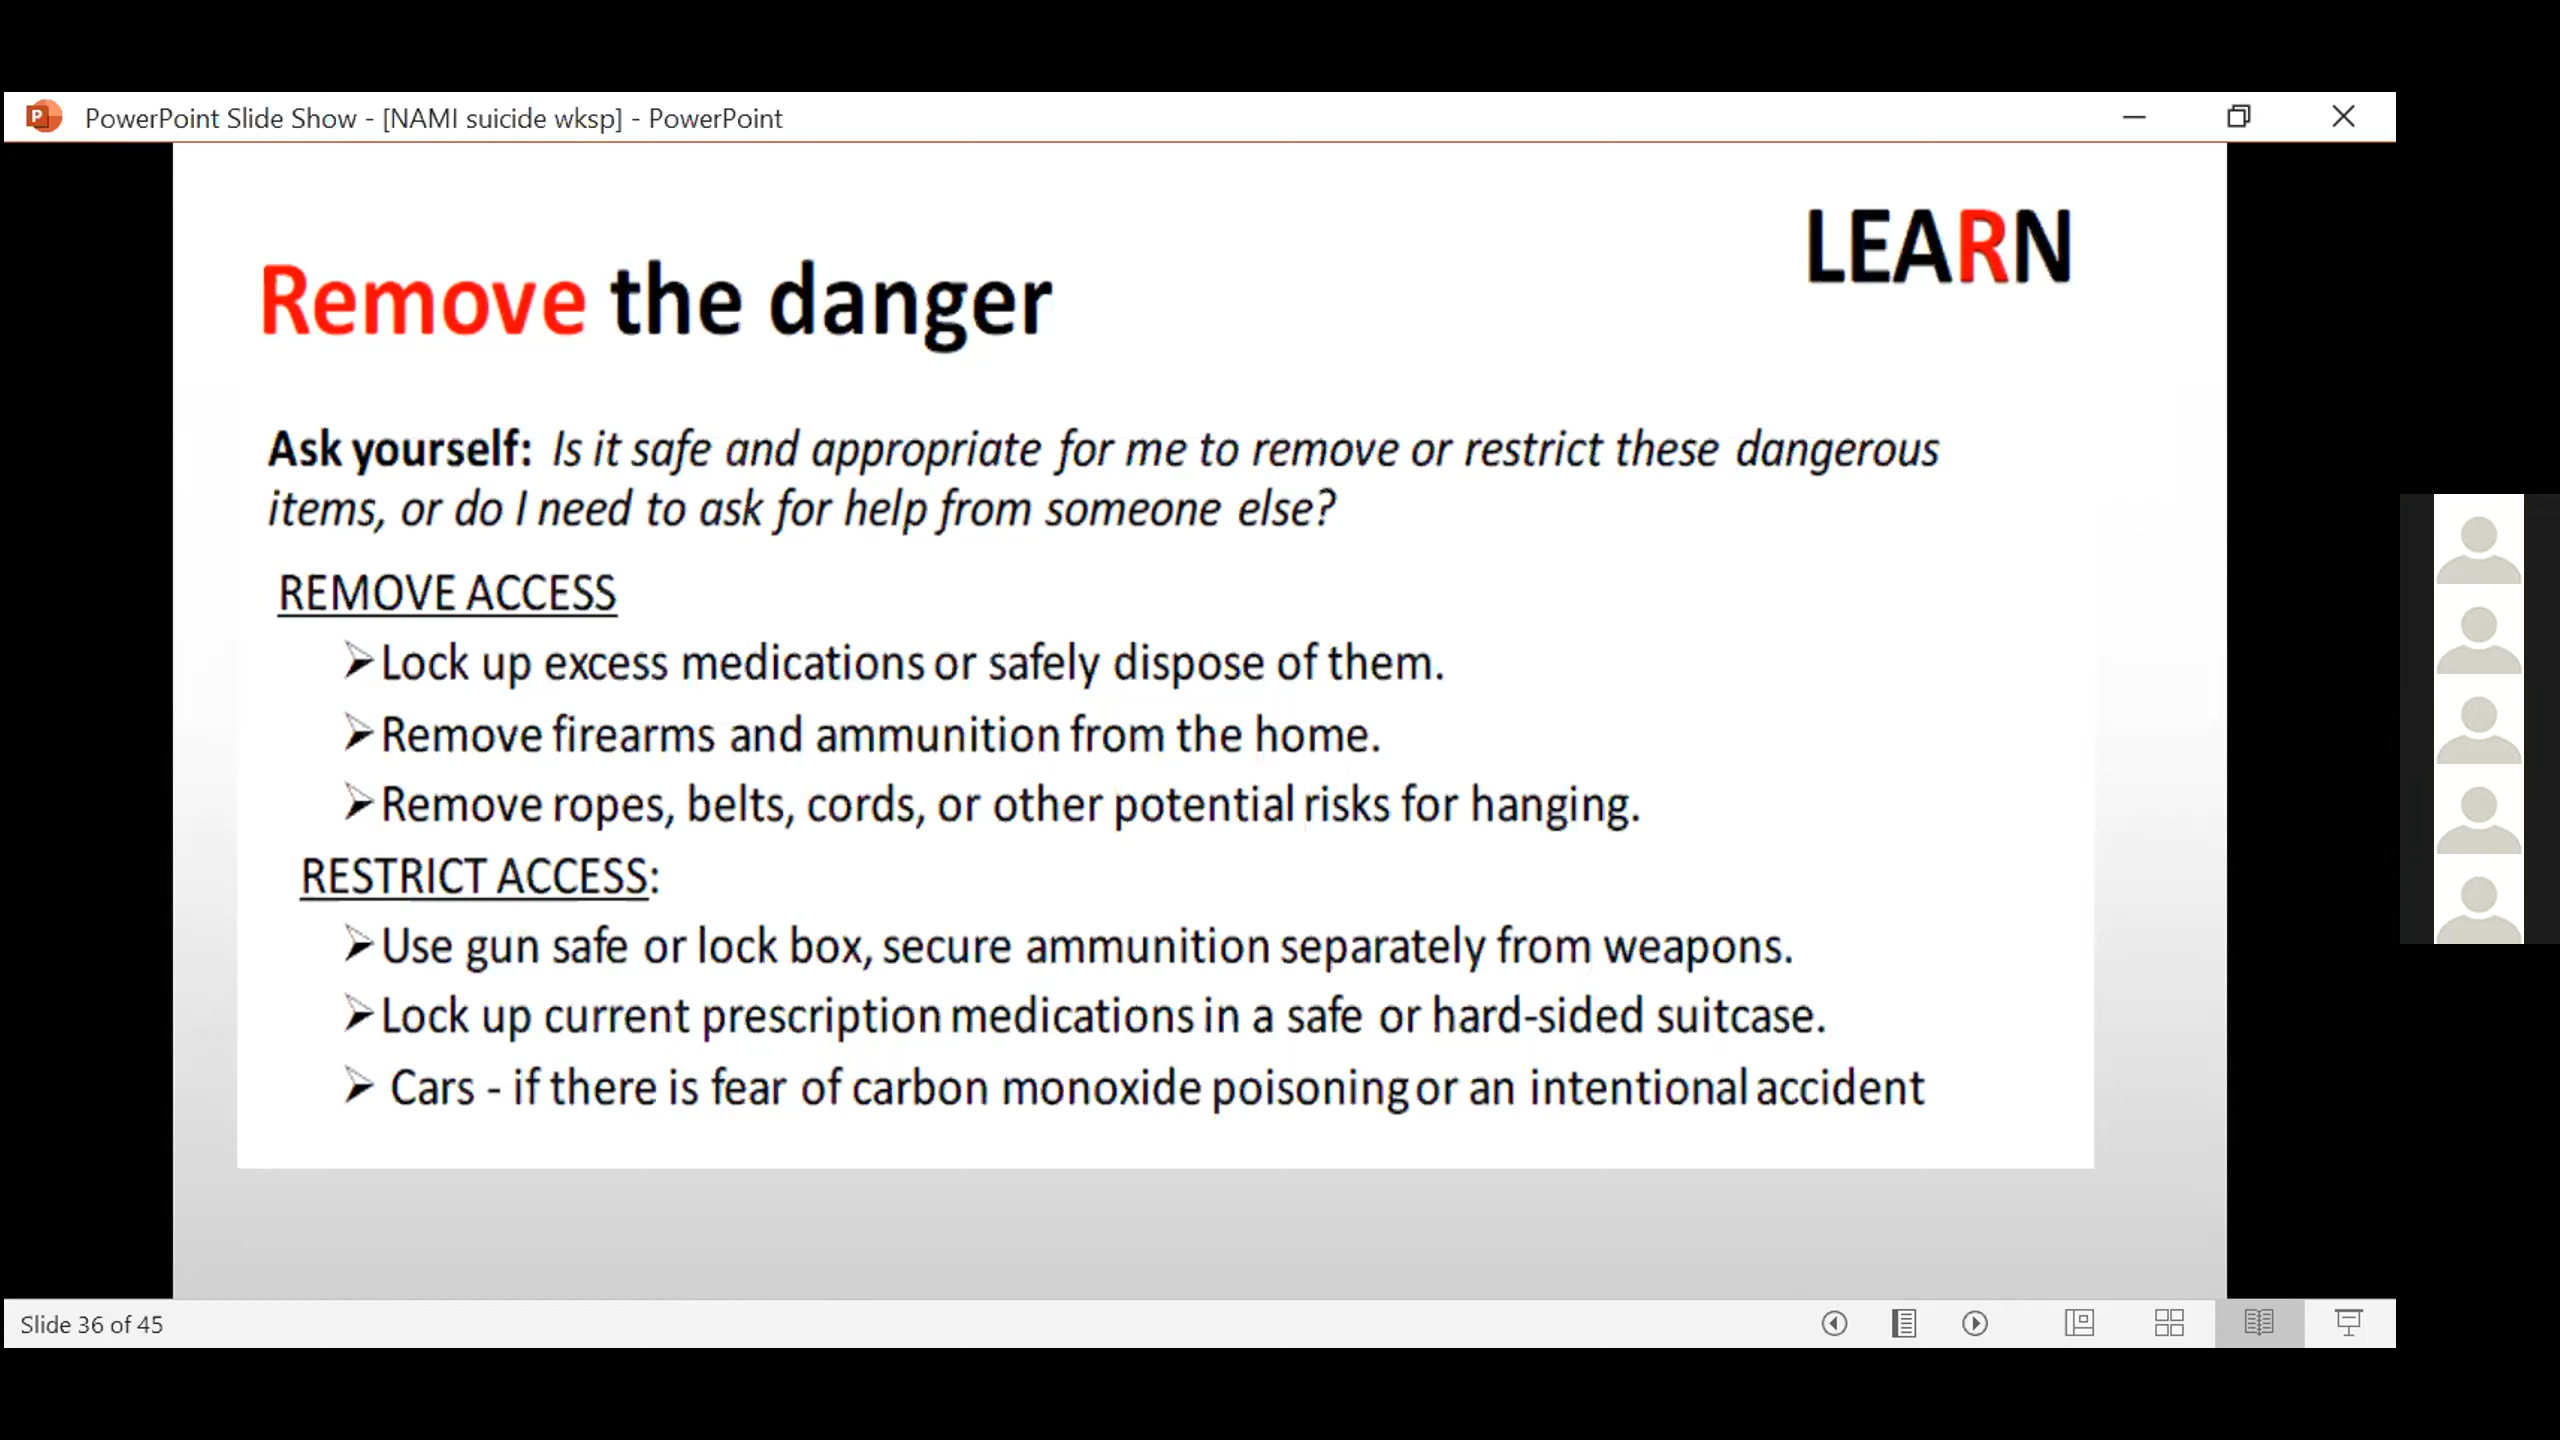 PowerPoint Slide Show - [NAMI suicide wksp] - PowerPoint
LEARN
Remove the danger
Ask yourself: Is it safe and appropriate for me to remove or restrict these dangerous
items, or do I need to ask for help from someone else?
REMOVE ACCESS
Lock up excess medications or safely dispose of them.
Remove firearms and ammunition from the home.
Remove ropes, belts, cords, or other potential risks for hanging.
RESTRICT ACCESS:
Use gun safe or lock box, secure ammunition separately from weapons.
Lock up current prescription medications in a safe or hard-sided suitcase.
Cars - if there is fear of carbon monoxide poisoning or an intentional accident
Slide 36 of 45